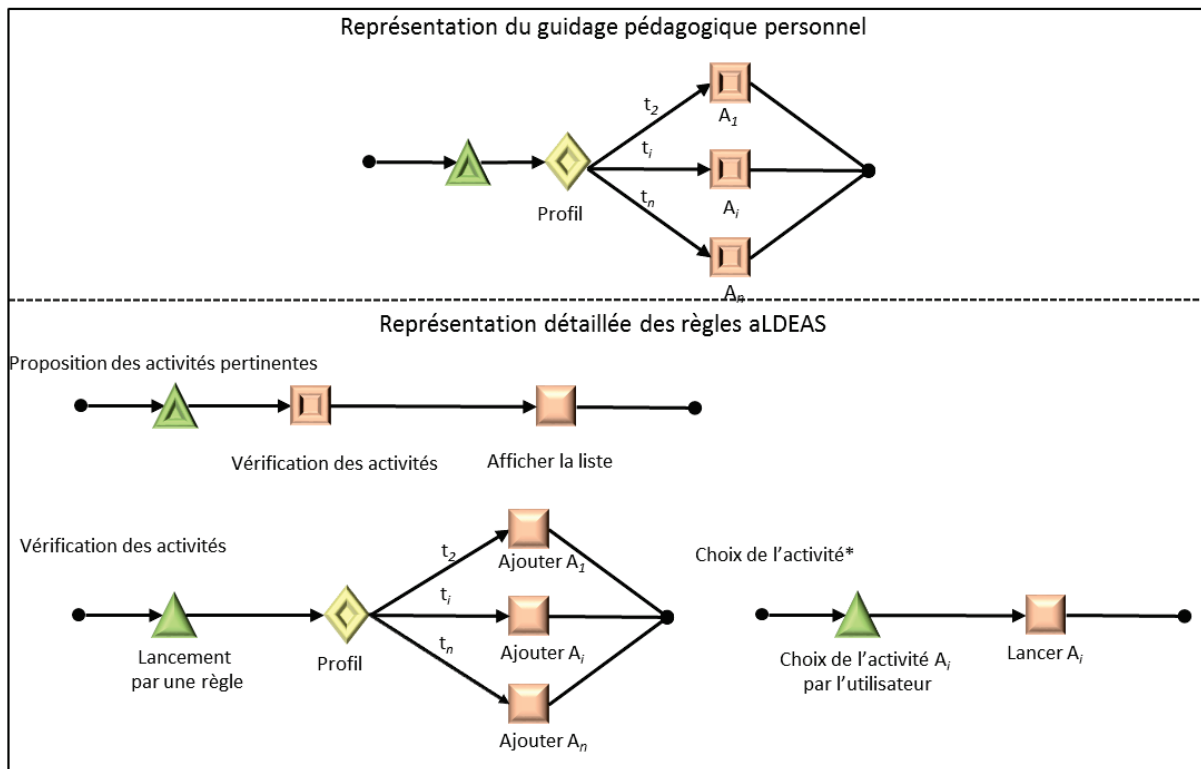 Représentation du guidage pédagogique personnel
t2
A1
ti
Profil
Ai
tn
An
Représentation détaillée des règles aLDEAS
Proposition des activités pertinentes
Vérification des activités
Afficher la liste
Vérification des activités
t2
Ajouter A1
ti
Lancement
par une règle
Profil
Ajouter Ai
tn
Ajouter An
Choix de l'activité*
Choix de l'activité Ai
par l'utilisateur
Lancer Ai